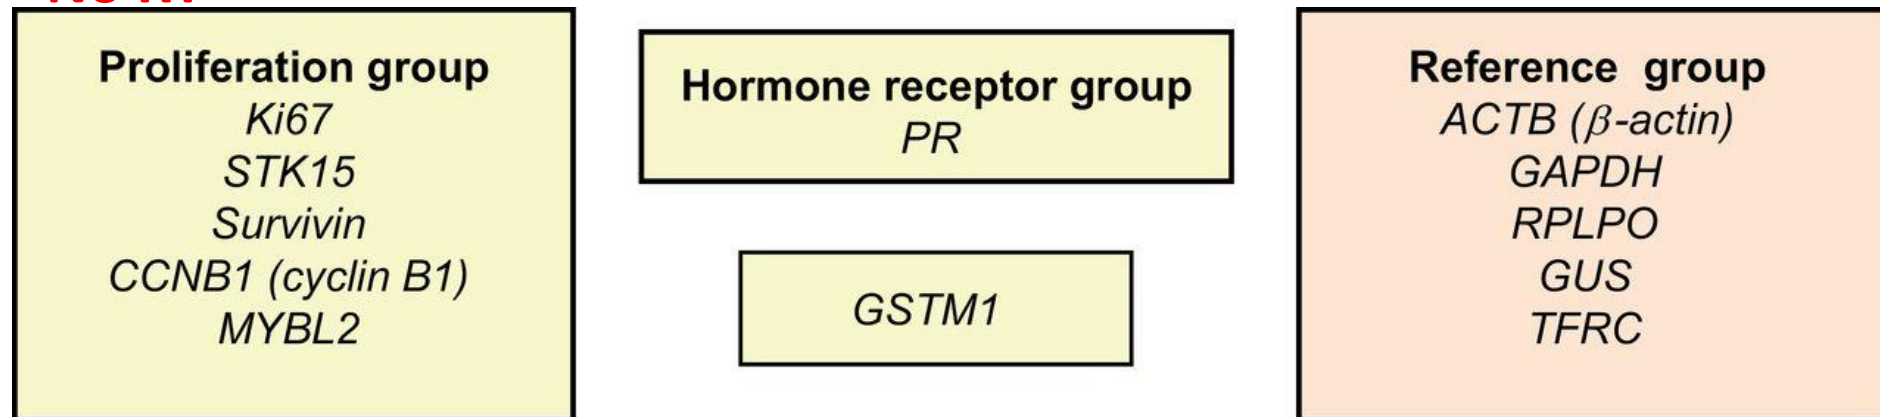 Proliferation group
Ki67
STK15
Survivin
CCNB1 (cyclin B1)
MYBL2
Hormone receptor group
PR
GSTM1
Reference group
ACTB (β-actin)
GAPDH
RPLPO
GUS
TFRC